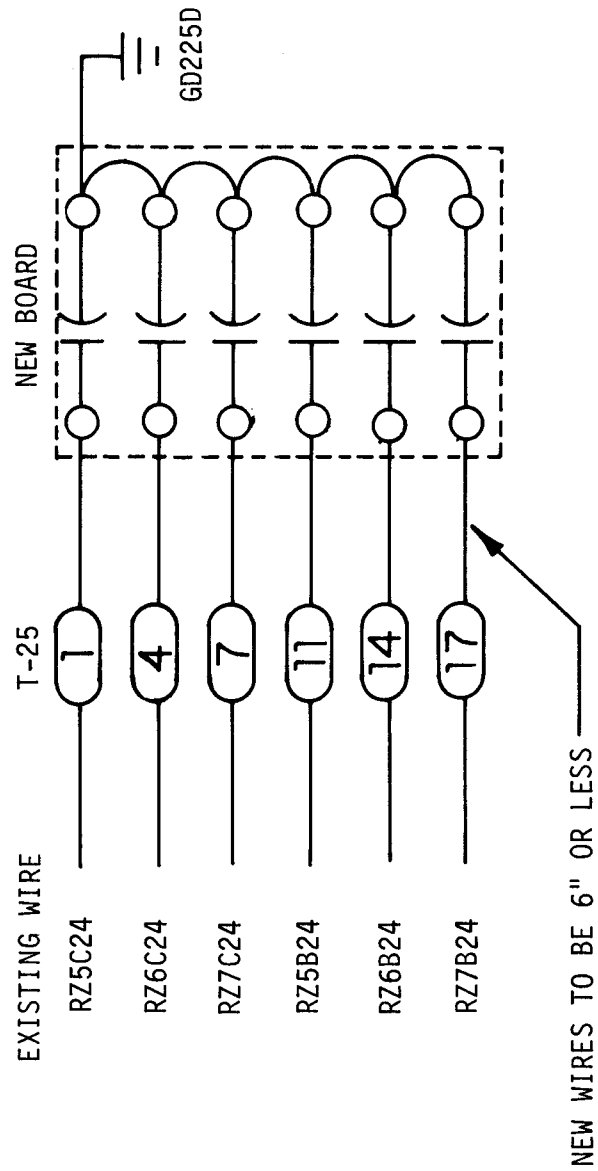 EXISTING WIRE
T-25
NEW BOARD
RZ5C24
1
GD225D
RZ6C24
4
RZ7C24
7
RZ5B24
11
RZ6B24
14
RZ7B24
17
NEW WIRES TO BE 6" OR LESS